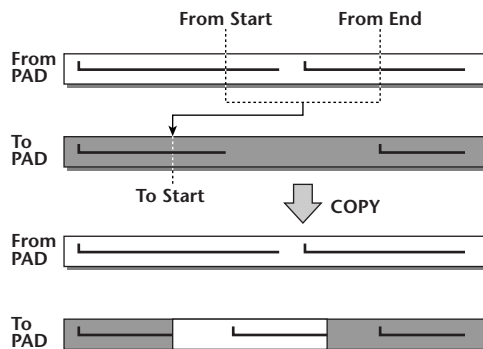 From Start
From End
From
PAD
To
PAD
To Start
COPY
From
PAD
To
PAD